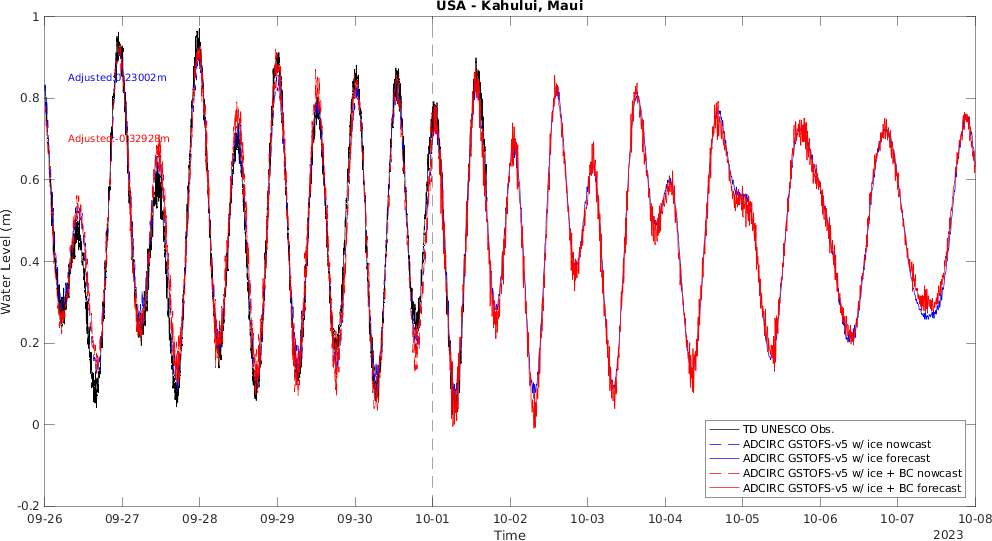 USA - Kahului, Maui
1
0.8
0.6
0.4
0.2
0
-0.2
Water Level (m)
Adjusted:0.23002m
Adjusted:-0.32928m
TD UNESCO Obs.
ADCIRC GSTOFS-v5 w/ ice nowcast
ADCIRC GSTOFS-v5 w/ ice forecast
ADCIRC GSTOFS-v5 w/ ice + BC nowcast
ADCIRC GSTOFS-v5 w/ ice + BC forecast
09-26 09-27 09-28 09-29 09-30 10-01 10-02 10-03 10-04 10-05 10-06 10-07 10-08
Time
2023